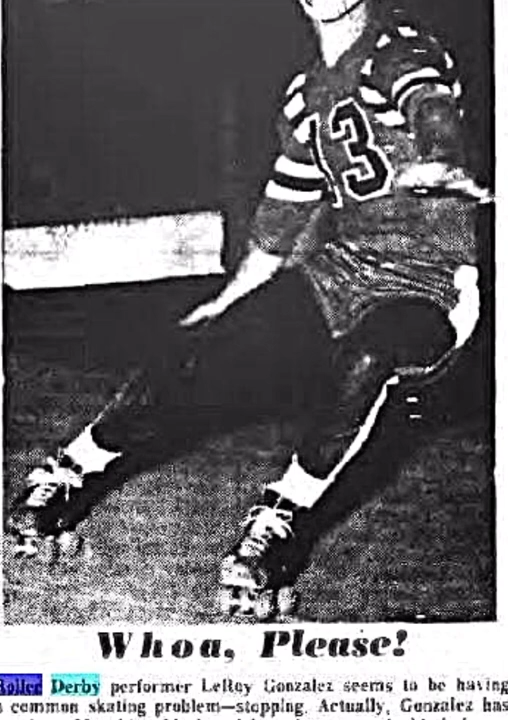 13
Whoa, Please!
Roller Derby performer LeRoy Gonzalez seems to be having
common skating problem—stopping. Actually, Gonzalez has